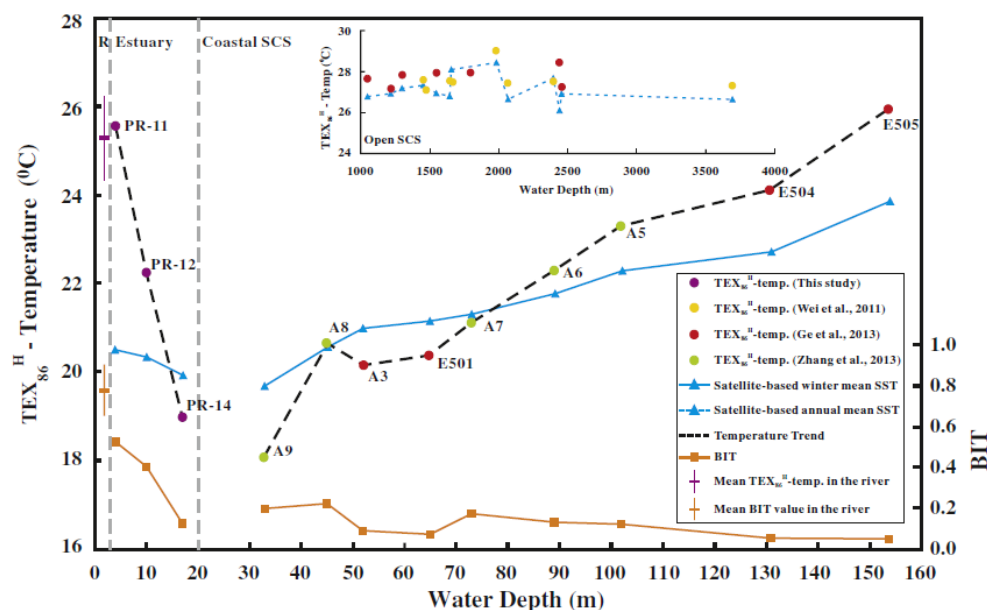 28
26
24
22
20
18
16
TEX₈₆ᴴ - Temperature (⁰C)
R Estuary Coastal SCS
PR-11
PR-12
PR-14
A9
A8
A3
E501
A7
A6
A5
E504
E505
30
28
26
24
TEX₈₆ᴴ - Temp (⁰C)
Open SCS
1000 1500 2000 2500 3000 3500 4000
Water Depth (m)
TEX₈₆ᴴ-temp. (This study)
TEX₈₆ᴴ-temp. (Wei et al., 2011)
TEX₈₆ᴴ-temp. (Ge et al., 2013)
TEX₈₆ᴴ-temp. (Zhang et al., 2013)
Satellite-based winter mean SST
Satellite-based annual mean SST
Temperature Trend
BIT
Mean TEX₈₆ᴴ-temp. in the river
Mean BIT value in the river
1.0
0.8
0.6
0.4
0.2
0.0
BIT
0 10 20 30 40 50 60 70 80 90 100 110 120 130 140 150 160
Water Depth (m)